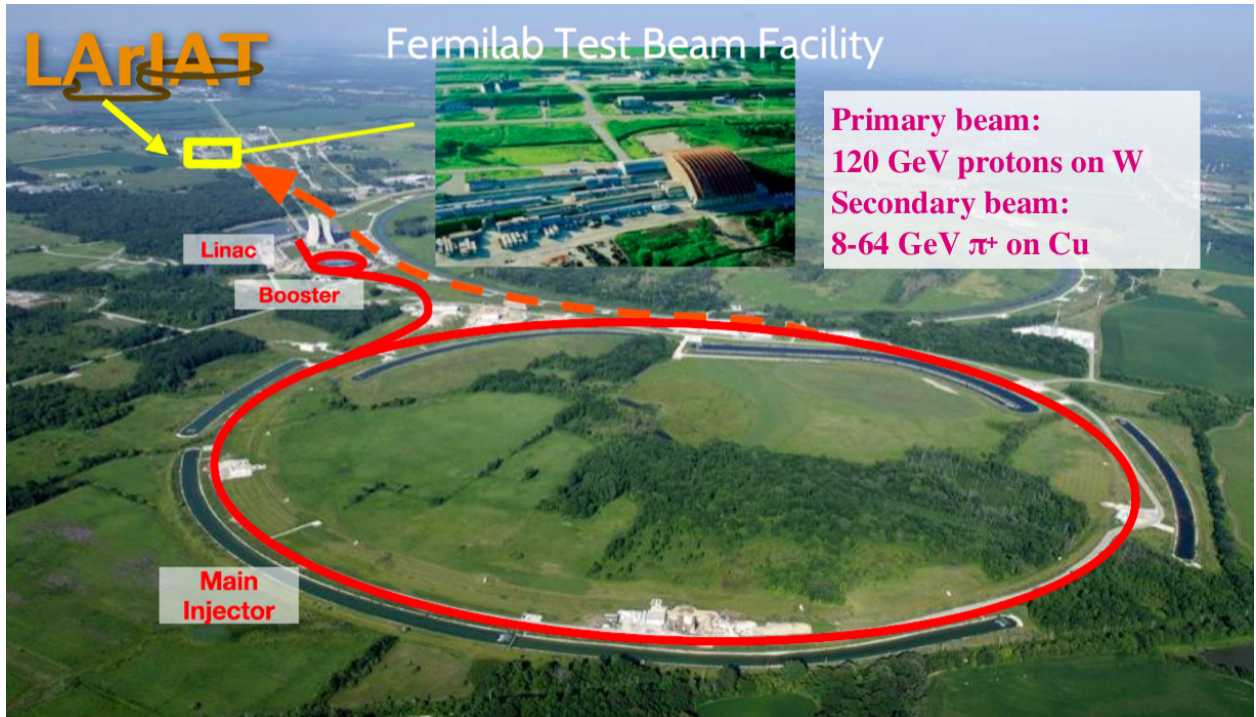 LArIAT
Fermilab Test Beam Facility
Primary beam:
120 GeV protons on W
Secondary beam:
8-64 GeV π⁺ on Cu
Linac
Booster
Main
Injector